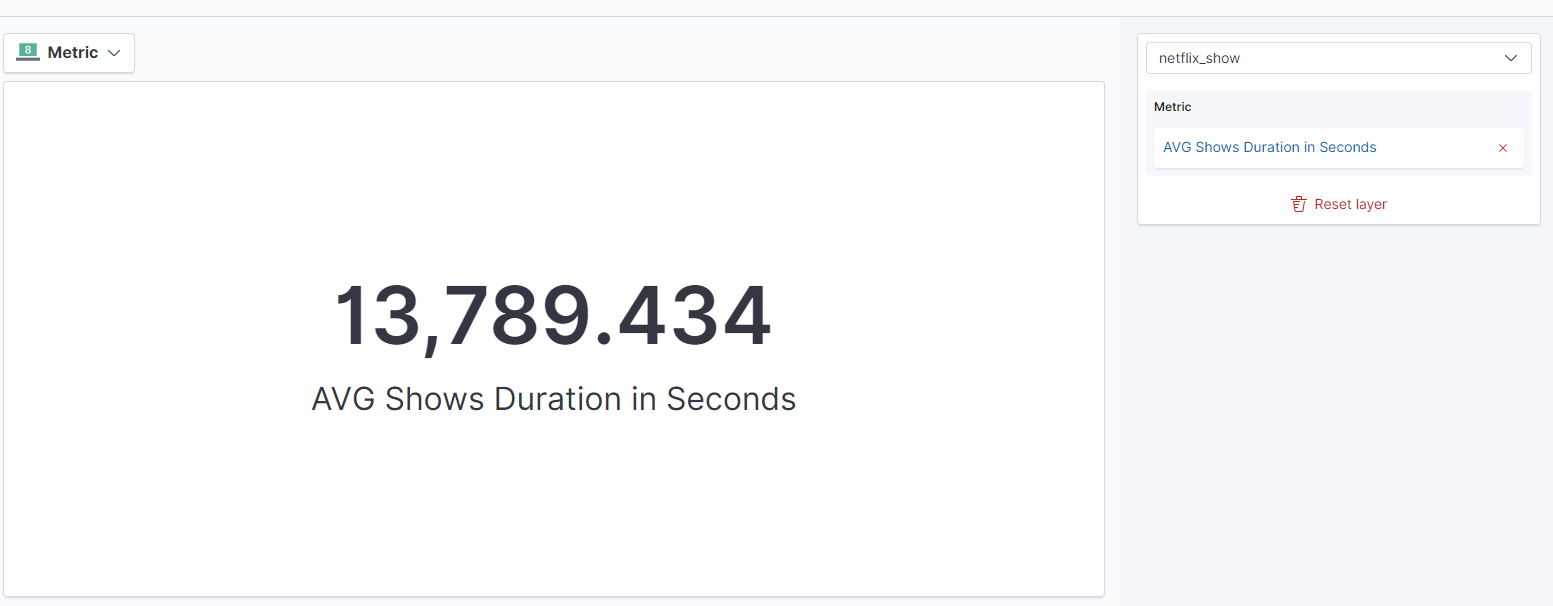 8 Metric
netflix_show
Metric
AVG Shows Duration in Seconds
Reset layer
13,789.434
AVG Shows Duration in Seconds